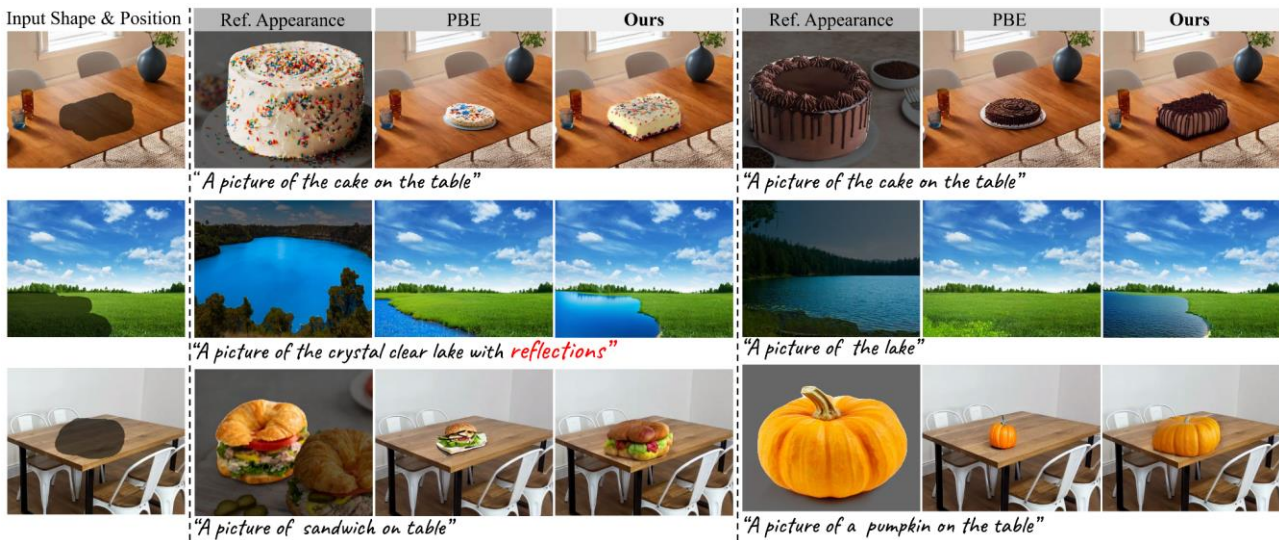 Input Shape & Position Ref. Appearance PBE Ours Ref. Appearance PBE Ours
"A picture of the cake on the table" "A picture of the cake on the table"
"A picture of the crystal clear lake with reflections" "A picture of the lake"
"A picture of sandwich on table" "A picture of a pumpkin on the table"